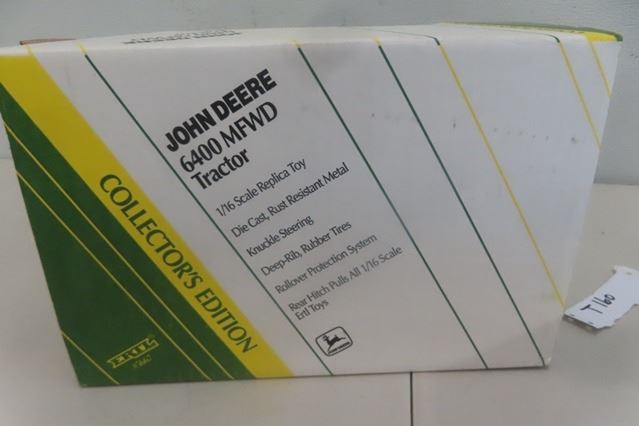 JOHN DEERE
6400 MFWD
Tractor
1/16 Scale Replica Toy
Die Cast, Rust Resistant Metal
Knuckle Steering
Deep-Rib, Rubber Tires
Rollover Protection System
Rear Hitch Pulls All 1/16 Scale
Ertl Toys
COLLECTOR'S EDITION
ERTL
T160